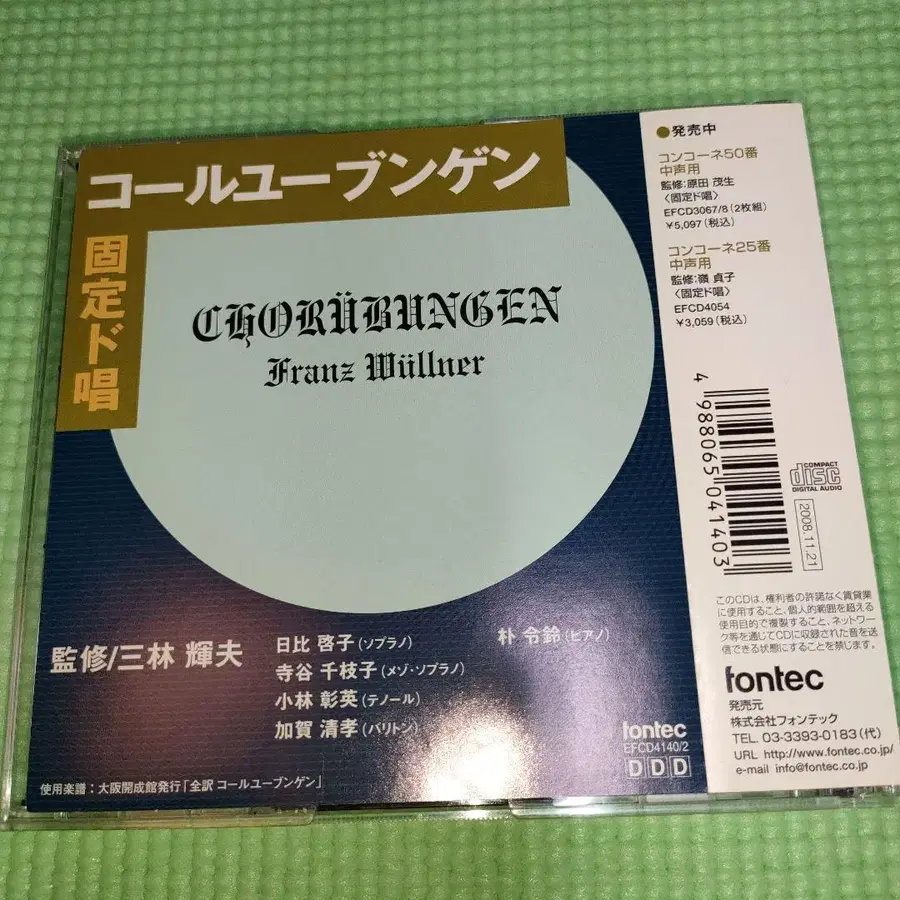 コールユーブンゲン
固定ド唱
CHORÜBUNGEN
Franz Wüllner
監修/三林 輝夫
日比 啓子(ソプラノ)
寺谷 千枝子(メゾ・ソプラノ)
小林 彰英(テノール)
加賀 清孝(バリトン)
朴 令鈴(ピアノ)
fontec
EFCD4140/2
DDD
使用楽譜:大阪開成館発行「全訳 コールユーブンゲン」
●発売中
コンコーネ50番
中声用
監修:原田 茂生
〈固定ド唱〉
EFCD3067/8(2枚組)
¥5,097(税込)
コンコーネ25番
中声用
監修:嶺 貞子
〈固定ド唱〉
EFCD4054
¥3,059(税込)
4988065041403
COMPACT
disc
DIGITAL AUDIO
2008.11.21
このCDは、権利者の許諾なく賃貸業
に使用すること、個人的範囲を超える
使用目的で複製すること、ネットワー
ク等を通じてCDに収録された音を送
信できる状態にすることを禁じます。
fontec
発売元
株式会社フォンテック
TEL. 03-3393-0183(代)
URL http://www.fontec.co.jp/
e-mail info@fontec.co.jp